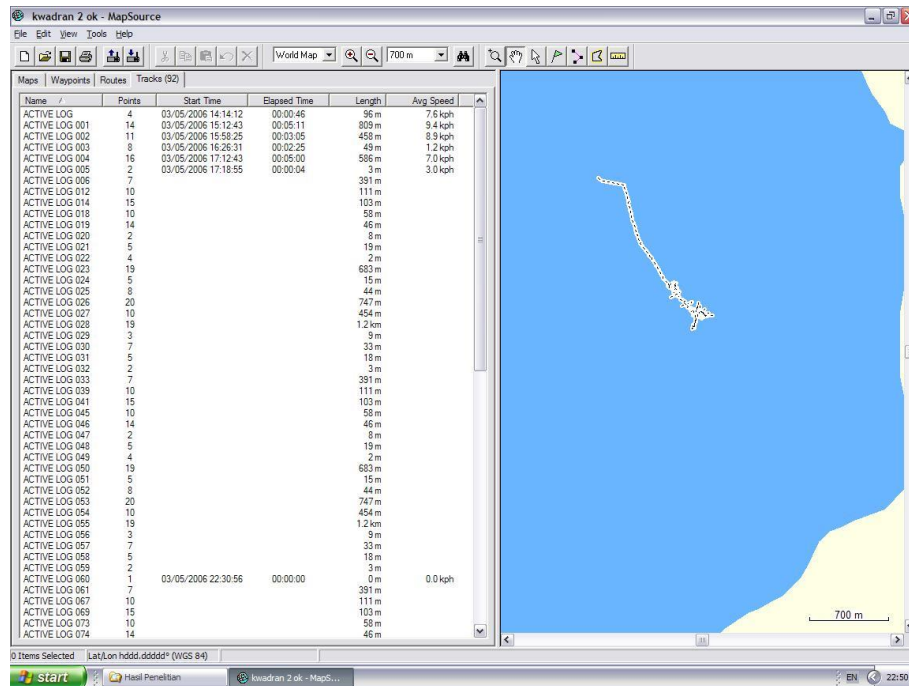 kwadran 2 ok - MapSource
File Edit View Tools Help
World Map 700 m
Maps Waypoints Routes Tracks (92)
Name Points Start Time Elapsed Time Length Avg Speed
ACTIVE LOG 4 03/05/2006 14:14:12 00:00:46 96 m 7.6 kph
ACTIVE LOG 001 14 03/05/2006 15:12:43 00:05:11 809 m 9.4 kph
ACTIVE LOG 002 11 03/05/2006 15:58:25 00:03:05 458 m 8.9 kph
ACTIVE LOG 003 8 03/05/2006 16:26:31 00:02:25 49 m 1.2 kph
ACTIVE LOG 004 16 03/05/2006 17:12:43 00:05:00 586 m 7.0 kph
ACTIVE LOG 005 2 03/05/2006 17:18:55 00:00:04 3 m 3.0 kph
ACTIVE LOG 006 7 391 m
ACTIVE LOG 012 10 111 m
ACTIVE LOG 014 15 103 m
ACTIVE LOG 018 10 58 m
ACTIVE LOG 019 14 46 m
ACTIVE LOG 020 2 8 m
ACTIVE LOG 021 5 19 m
ACTIVE LOG 022 4 2 m
ACTIVE LOG 023 19 683 m
ACTIVE LOG 024 5 15 m
ACTIVE LOG 025 8 44 m
ACTIVE LOG 026 20 747 m
ACTIVE LOG 027 10 454 m
ACTIVE LOG 028 19 1.2 km
ACTIVE LOG 029 3 9 m
ACTIVE LOG 030 7 33 m
ACTIVE LOG 031 5 18 m
ACTIVE LOG 032 2 3 m
ACTIVE LOG 033 7 391 m
ACTIVE LOG 039 10 111 m
ACTIVE LOG 041 15 103 m
ACTIVE LOG 045 10 58 m
ACTIVE LOG 046 14 46 m
ACTIVE LOG 047 2 8 m
ACTIVE LOG 048 5 19 m
ACTIVE LOG 049 4 2 m
ACTIVE LOG 050 19 683 m
ACTIVE LOG 051 5 15 m
ACTIVE LOG 052 8 44 m
ACTIVE LOG 053 20 747 m
ACTIVE LOG 054 10 454 m
ACTIVE LOG 055 19 1.2 km
ACTIVE LOG 056 3 9 m
ACTIVE LOG 057 7 33 m
ACTIVE LOG 058 5 18 m
ACTIVE LOG 059 2 3 m
ACTIVE LOG 060 1 03/05/2006 22:30:56 00:00:00 0 m 0.0 kph
ACTIVE LOG 061 7 391 m
ACTIVE LOG 067 10 111 m
ACTIVE LOG 069 15 103 m
ACTIVE LOG 073 10 58 m
ACTIVE LOG 074 14 46 m
700 m
0 Items Selected Lat/Lon hddd.ddddd° (WGS 84)
start Hasil Penelitian kwadran 2 ok - MapS... EN 22:50